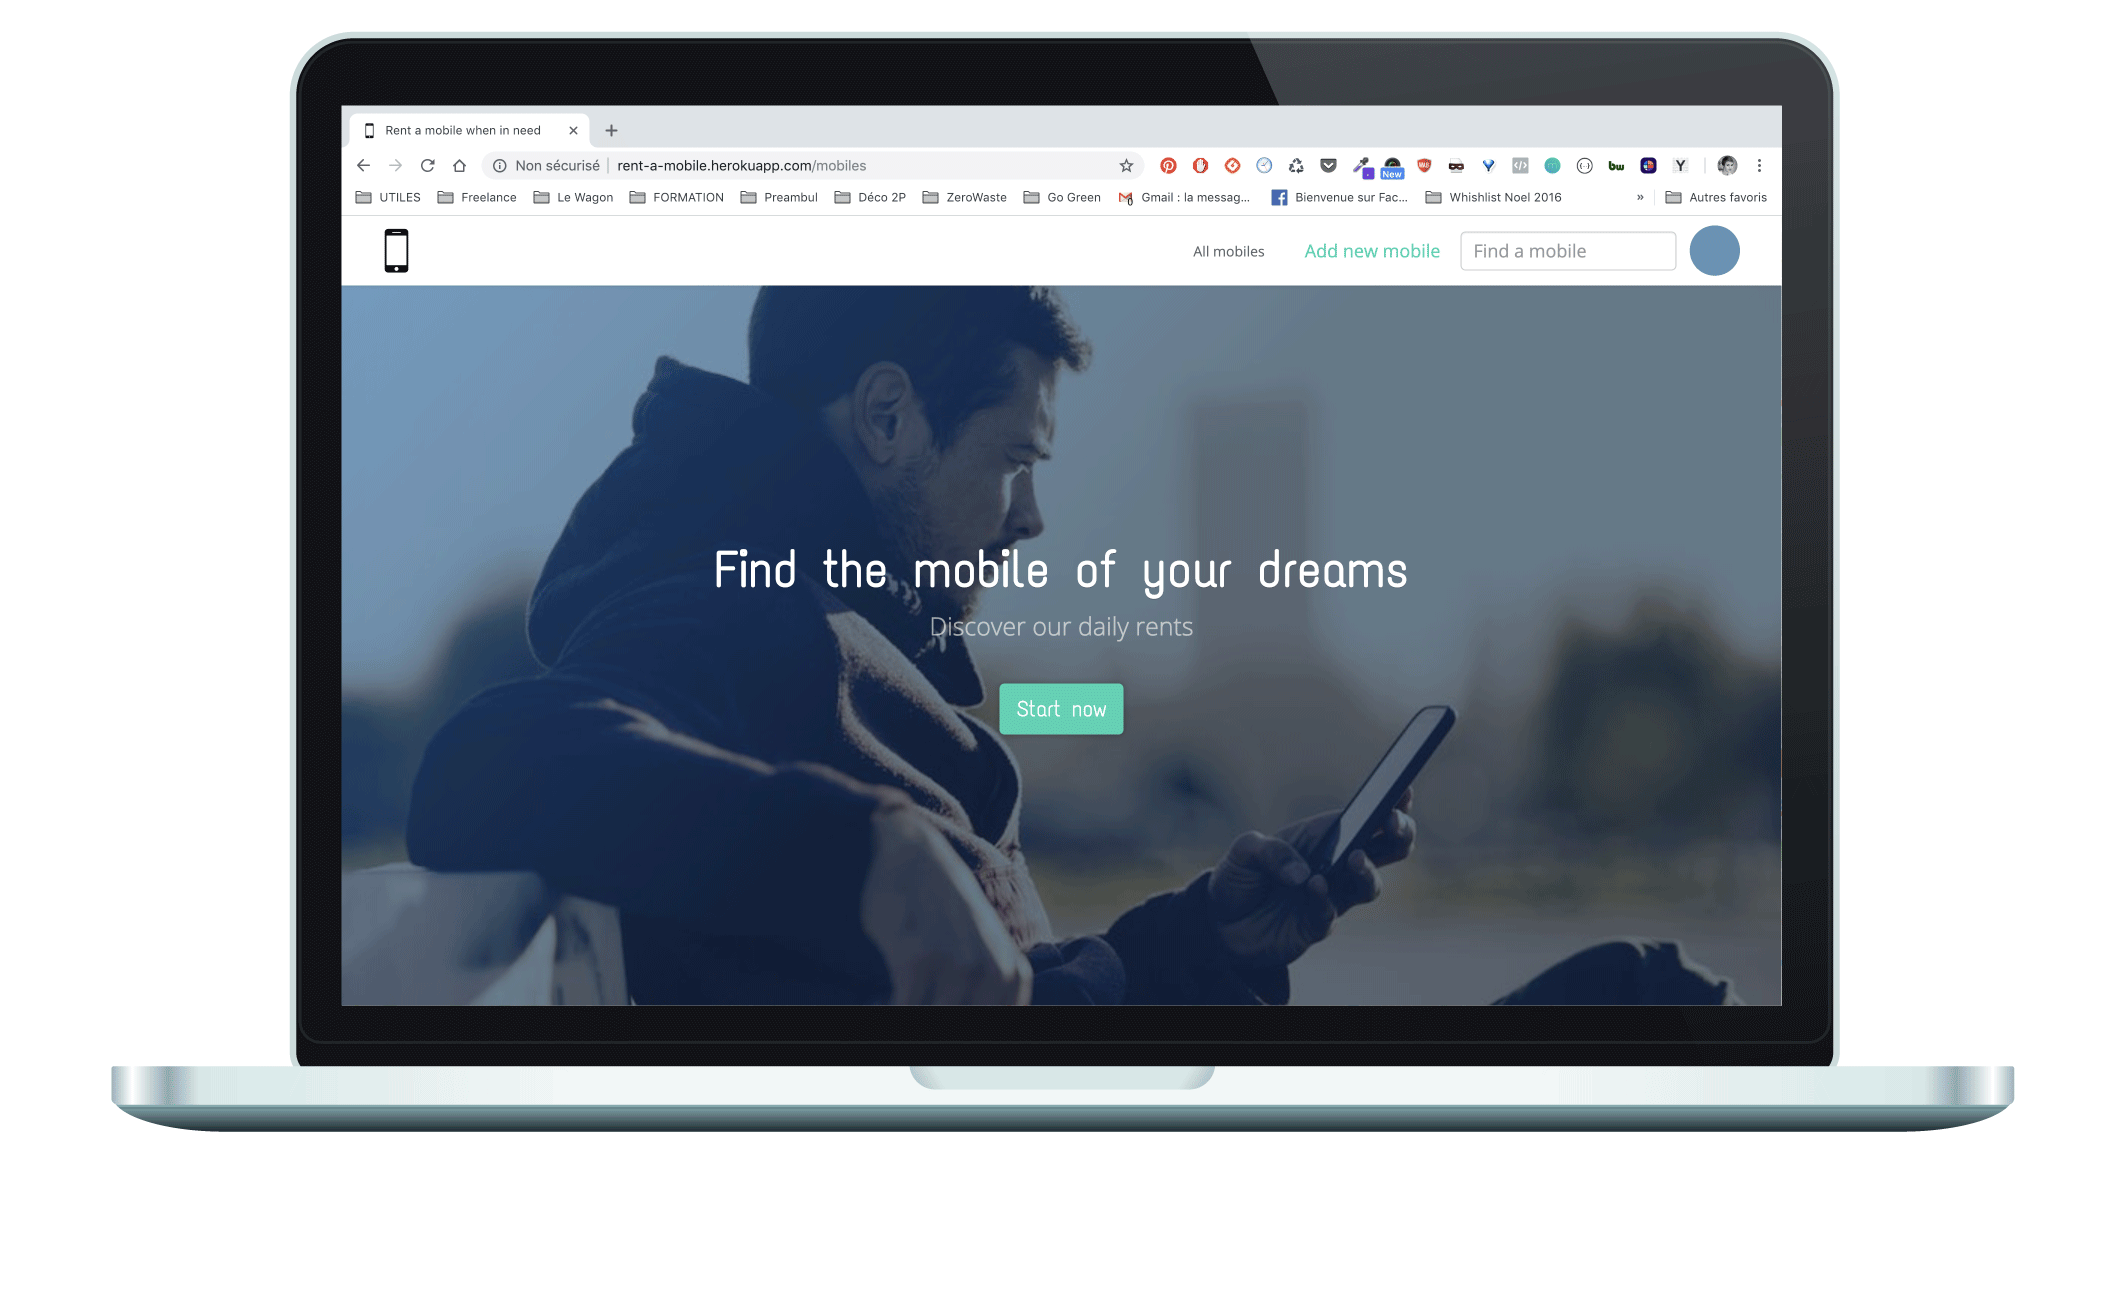 Rent a mobile when in need
Non sécurisé | rent-a-mobile.herokuapp.com/mobiles
New
UTILES Freelance Le Wagon FORMATION Preambul Déco 2P ZeroWaste Go Green Gmail : la messag... Bienvenue sur Fac... Whishlist Noel 2016 » Autres favoris
All mobiles Add new mobile Find a mobile
Find the mobile of your dreams
Discover our daily rents
Start now